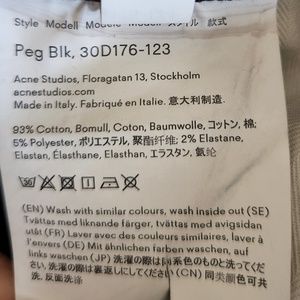 Style Modell Modèle Modello スタイル 款式
Peg Blk, 30D176-123
Acne Studios, Floragatan 13, Stockholm
acnestudios.com
Made in Italy. Fabriqué en Italie. 意大利制造.
93% Cotton, Bomull, Coton, Baumwolle, コットン, 棉;
5% Polyester, ポリエステル, 聚酯纤维; 2% Elastane,
Elastan, Élasthane, Elasthan, エラスタン, 氨纶
(EN) Wash with similar colours, wash inside out (SE)
Tvättas med liknande färger, tvättas med avigsidan
utåt (FR) Laver avec des couleurs similaires, laver à
l'envers (DE) Mit ähnlichen farben waschen, auf
links waschen (JP) 洗濯の際は同系色のものと洗ってくだ
さい, 洗濯の際は裏返しにしてください (CN) 同类颜色可共
洗, 反面洗涤